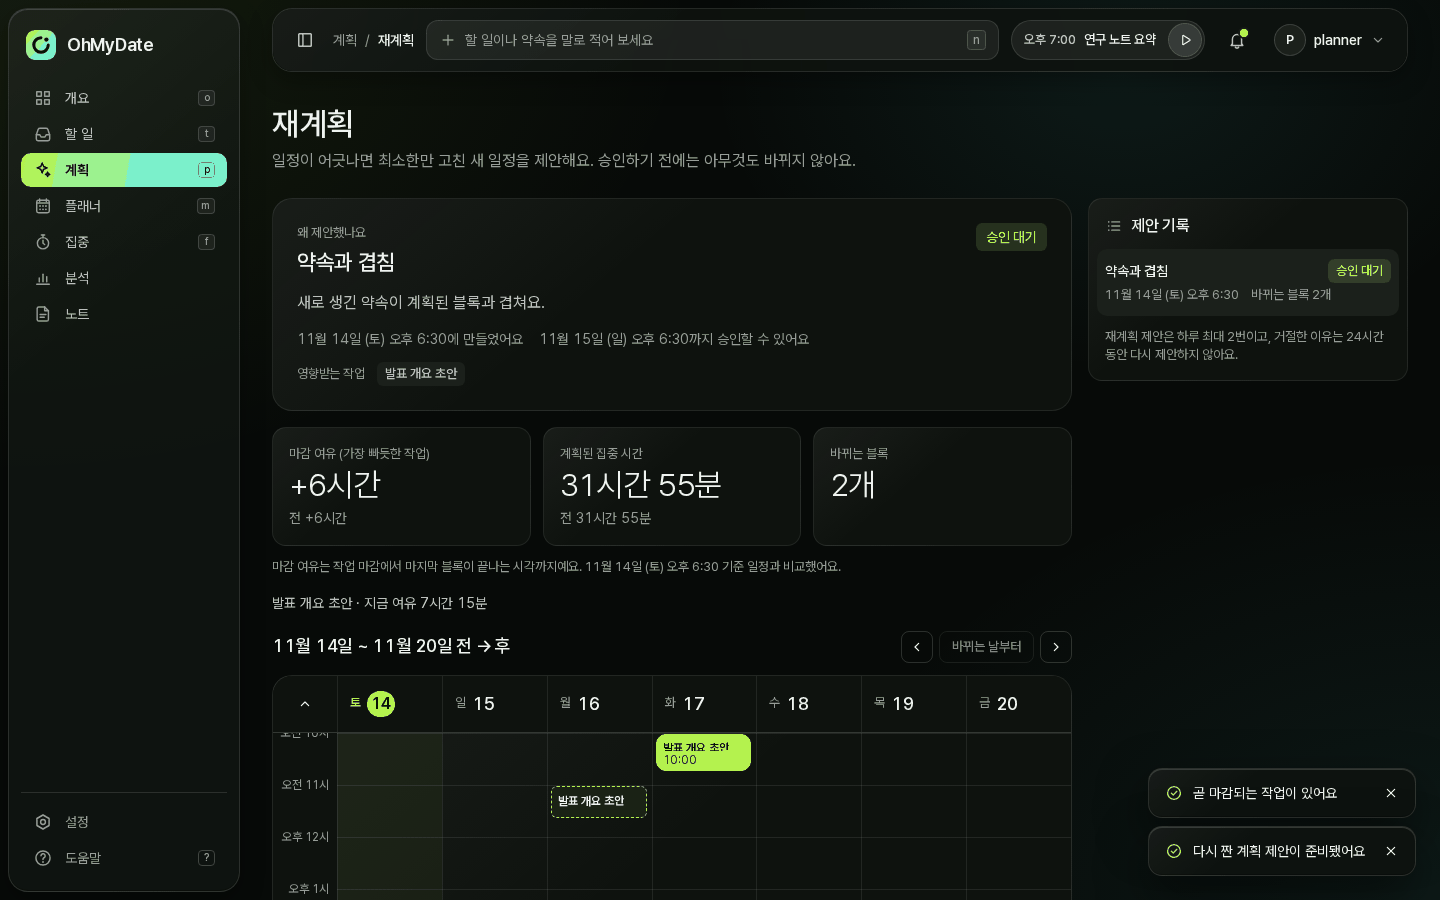 OhMyDate
개요 o
할 일 t
계획 p
플래너 m
집중 f
분석
노트
설정
도움말 ?
계획 / 재계획
할 일이나 약속을 말로 적어 보세요 n
오후 7:00 연구 노트 요약
P planner
재계획
일정이 어긋나면 최소한만 고친 새 일정을 제안해요. 승인하기 전에는 아무것도 바뀌지 않아요.
왜 제안했나요
승인 대기
약속과 겹침
새로 생긴 약속이 계획된 블록과 겹쳐요.
11월 14일 (토) 오후 6:30에 만들었어요 11월 15일 (일) 오후 6:30까지 승인할 수 있어요
영향받는 작업 발표 개요 초안
마감 여유 (가장 빠듯한 작업)
+6시간
전 +6시간
계획된 집중 시간
31시간 55분
전 31시간 55분
바뀌는 블록
2개
마감 여유는 작업 마감에서 마지막 블록이 끝나는 시각까지예요. 11월 14일 (토) 오후 6:30 기준 일정과 비교했어요.
발표 개요 초안 · 지금 여유 7시간 15분
11월 14일 ~ 11월 20일 전 → 후
바뀌는 날부터
토 14 일 15 월 16 화 17 수 18 목 19 금 20
오전 10시
발표 개요 초안
10:00
오전 11시
발표 개요 초안
오후 12시
오후 1시
제안 기록
약속과 겹침 승인 대기
11월 14일 (토) 오후 6:30 바뀌는 블록 2개
재계획 제안은 하루 최대 2번이고, 거절한 이유는 24시간
동안 다시 제안하지 않아요.
곧 마감되는 작업이 있어요
다시 짠 계획 제안이 준비됐어요